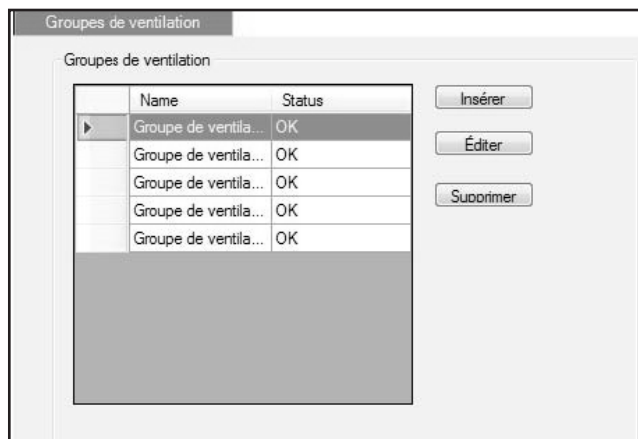 Groupes de ventilation
Groupes de ventilation
Name Status
Groupe de ventila... OK
Groupe de ventila... OK
Groupe de ventila... OK
Groupe de ventila... OK
Groupe de ventila... OK
Insérer
Éditer
Supprimer